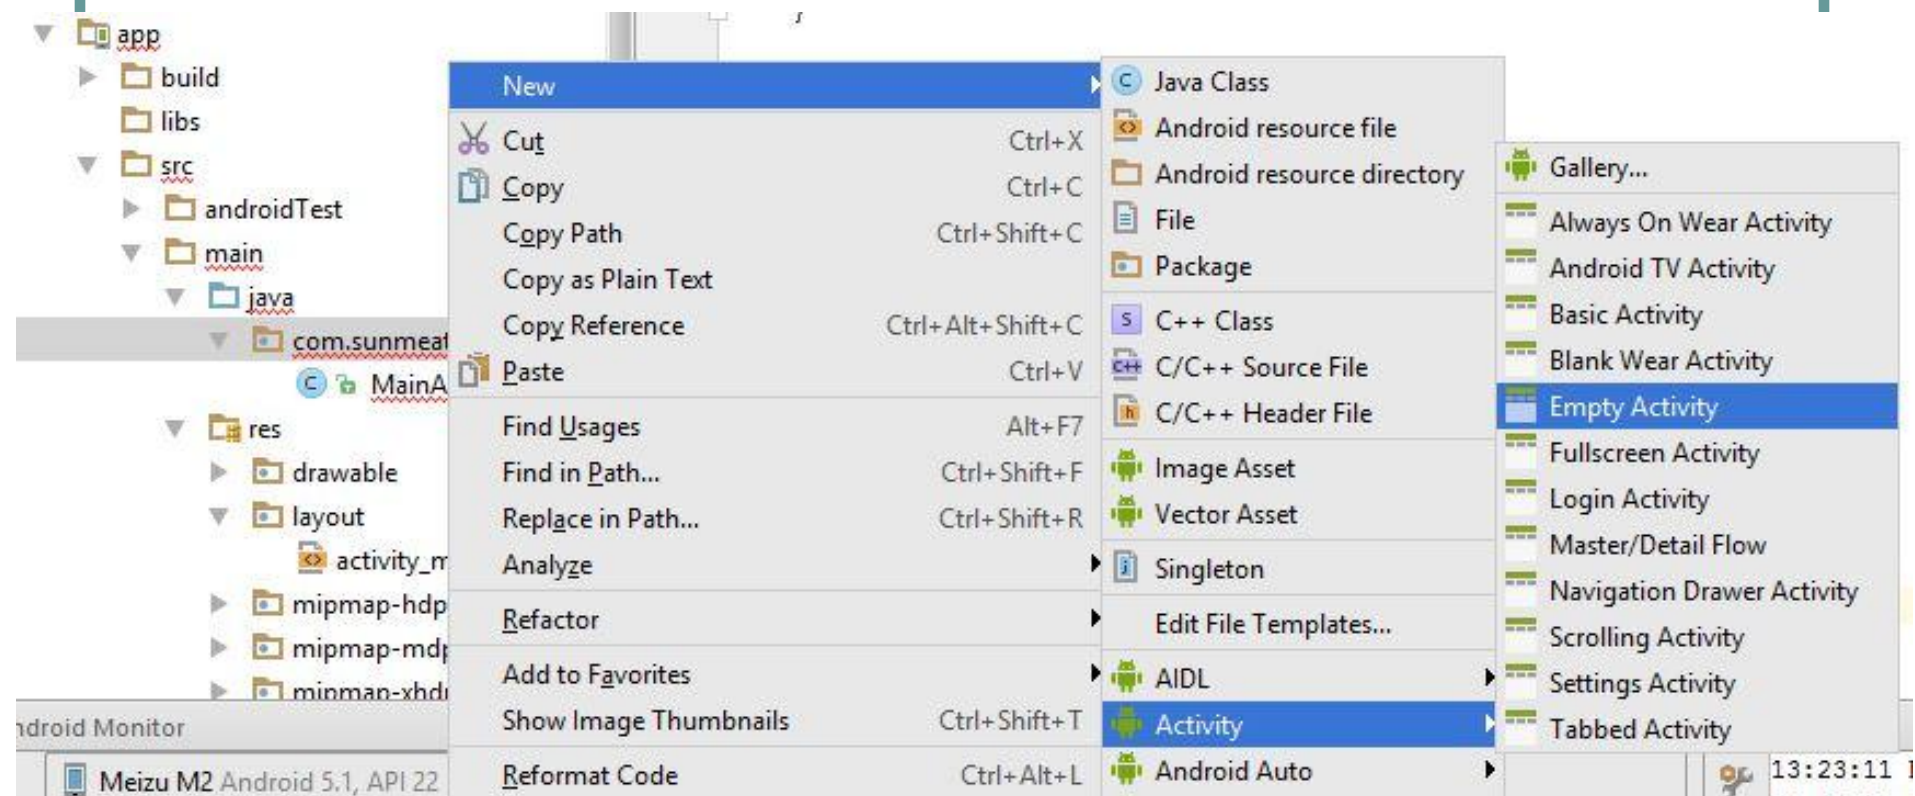 app
build
libs
src
androidTest
main
java
com.sunmeat
MainA
res
drawable
layout
activity_m
mipmap-hdp
mipmap-mdp
mipmap-xhdp
ndroid Monitor
Meizu M2 Android 5.1, API 22
}
New
Cut Ctrl+X
Copy Ctrl+C
Copy Path Ctrl+Shift+C
Copy as Plain Text
Copy Reference Ctrl+Alt+Shift+C
Paste Ctrl+V
Find Usages Alt+F7
Find in Path... Ctrl+Shift+F
Replace in Path... Ctrl+Shift+R
Analyze
Refactor
Add to Favorites
Show Image Thumbnails Ctrl+Shift+T
Reformat Code Ctrl+Alt+L
Java Class
Android resource file
Android resource directory
File
Package
C++ Class
C/C++ Source File
C/C++ Header File
Image Asset
Vector Asset
Singleton
Edit File Templates...
AIDL
Activity
Android Auto
Gallery...
Always On Wear Activity
Android TV Activity
Basic Activity
Blank Wear Activity
Empty Activity
Fullscreen Activity
Login Activity
Master/Detail Flow
Navigation Drawer Activity
Scrolling Activity
Settings Activity
Tabbed Activity
13:23:11